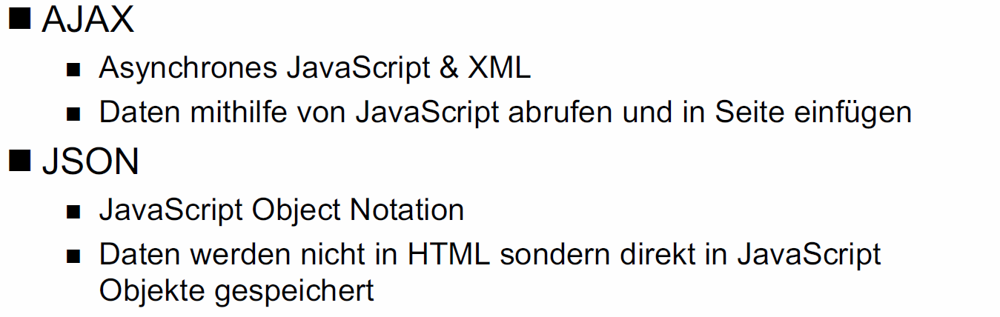 AJAX
Asynchrones JavaScript & XML
Daten mithilfe von JavaScript abrufen und in Seite einfügen
JSON
JavaScript Object Notation
Daten werden nicht in HTML sondern direkt in JavaScript
Objekte gespeichert